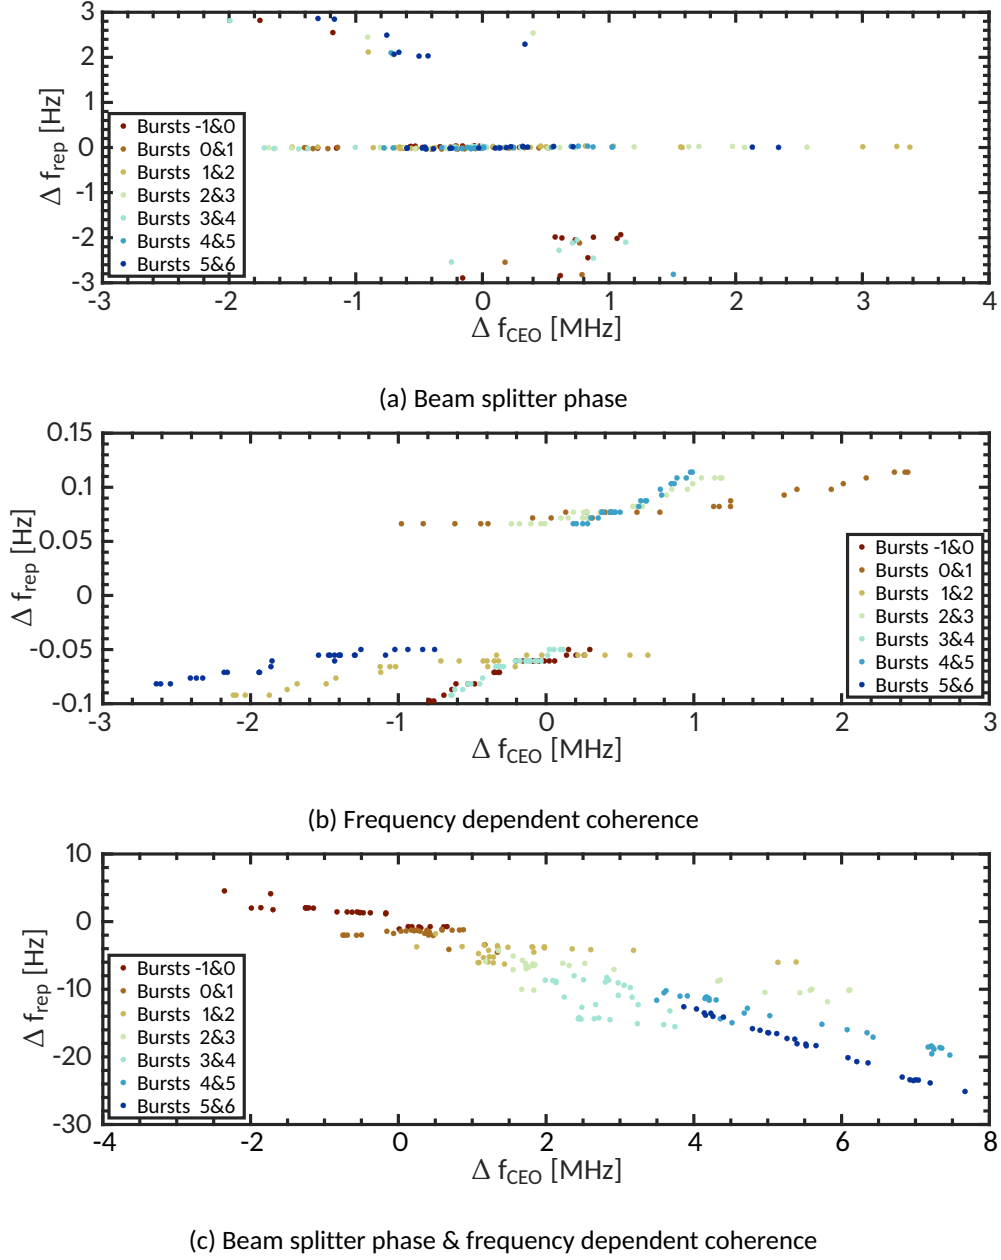 3
2
1
0
-1
-2
-3
Δ f_rep [Hz]
Bursts -1&0
Bursts 0&1
Bursts 1&2
Bursts 2&3
Bursts 3&4
Bursts 4&5
Bursts 5&6
-3 -2 -1 0 1 2 3 4
Δ f_CEO [MHz]
(a) Beam splitter phase
0.15
0.1
0.05
0
-0.05
-0.1
Δ f_rep [Hz]
Bursts -1&0
Bursts 0&1
Bursts 1&2
Bursts 2&3
Bursts 3&4
Bursts 4&5
Bursts 5&6
-3 -2 -1 0 1 2 3
Δ f_CEO [MHz]
(b) Frequency dependent coherence
10
0
-10
-20
-30
Δ f_rep [Hz]
Bursts -1&0
Bursts 0&1
Bursts 1&2
Bursts 2&3
Bursts 3&4
Bursts 4&5
Bursts 5&6
-4 -2 0 2 4 6 8
Δ f_CEO [MHz]
(c) Beam splitter phase & frequency dependent coherence